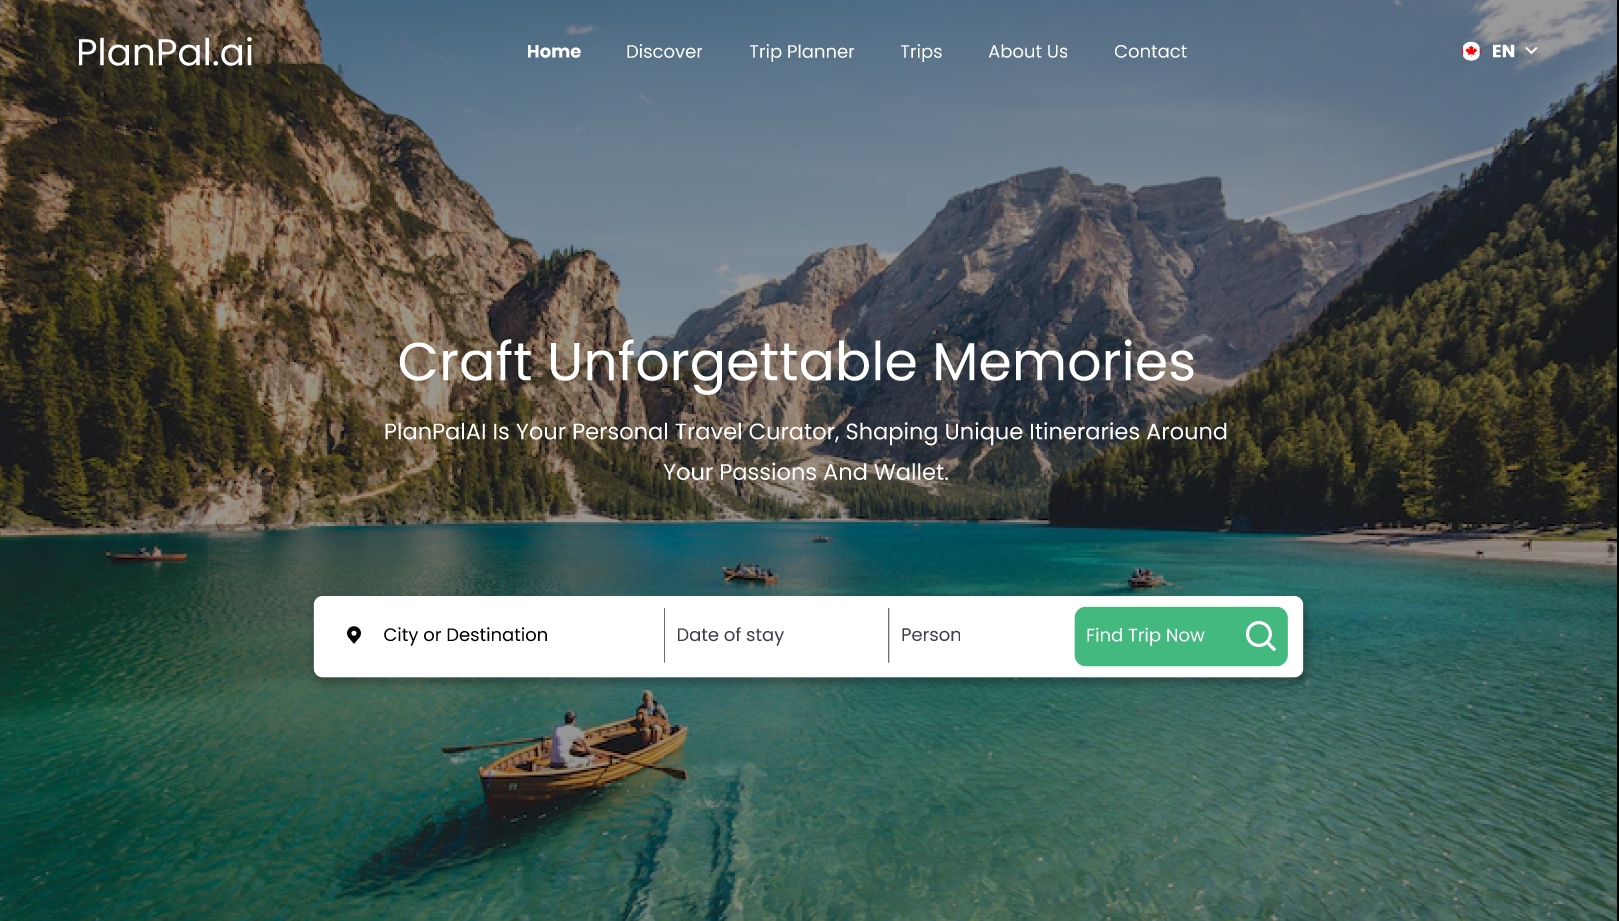 PlanPal.ai
Home
Discover
Trip Planner
Trips
About Us
Contact
EN
Craft Unforgettable Memories
PlanPalAI Is Your Personal Travel Curator, Shaping Unique Itineraries Around
Your Passions And Wallet.
City or Destination
Date of stay
Person
Find Trip Now